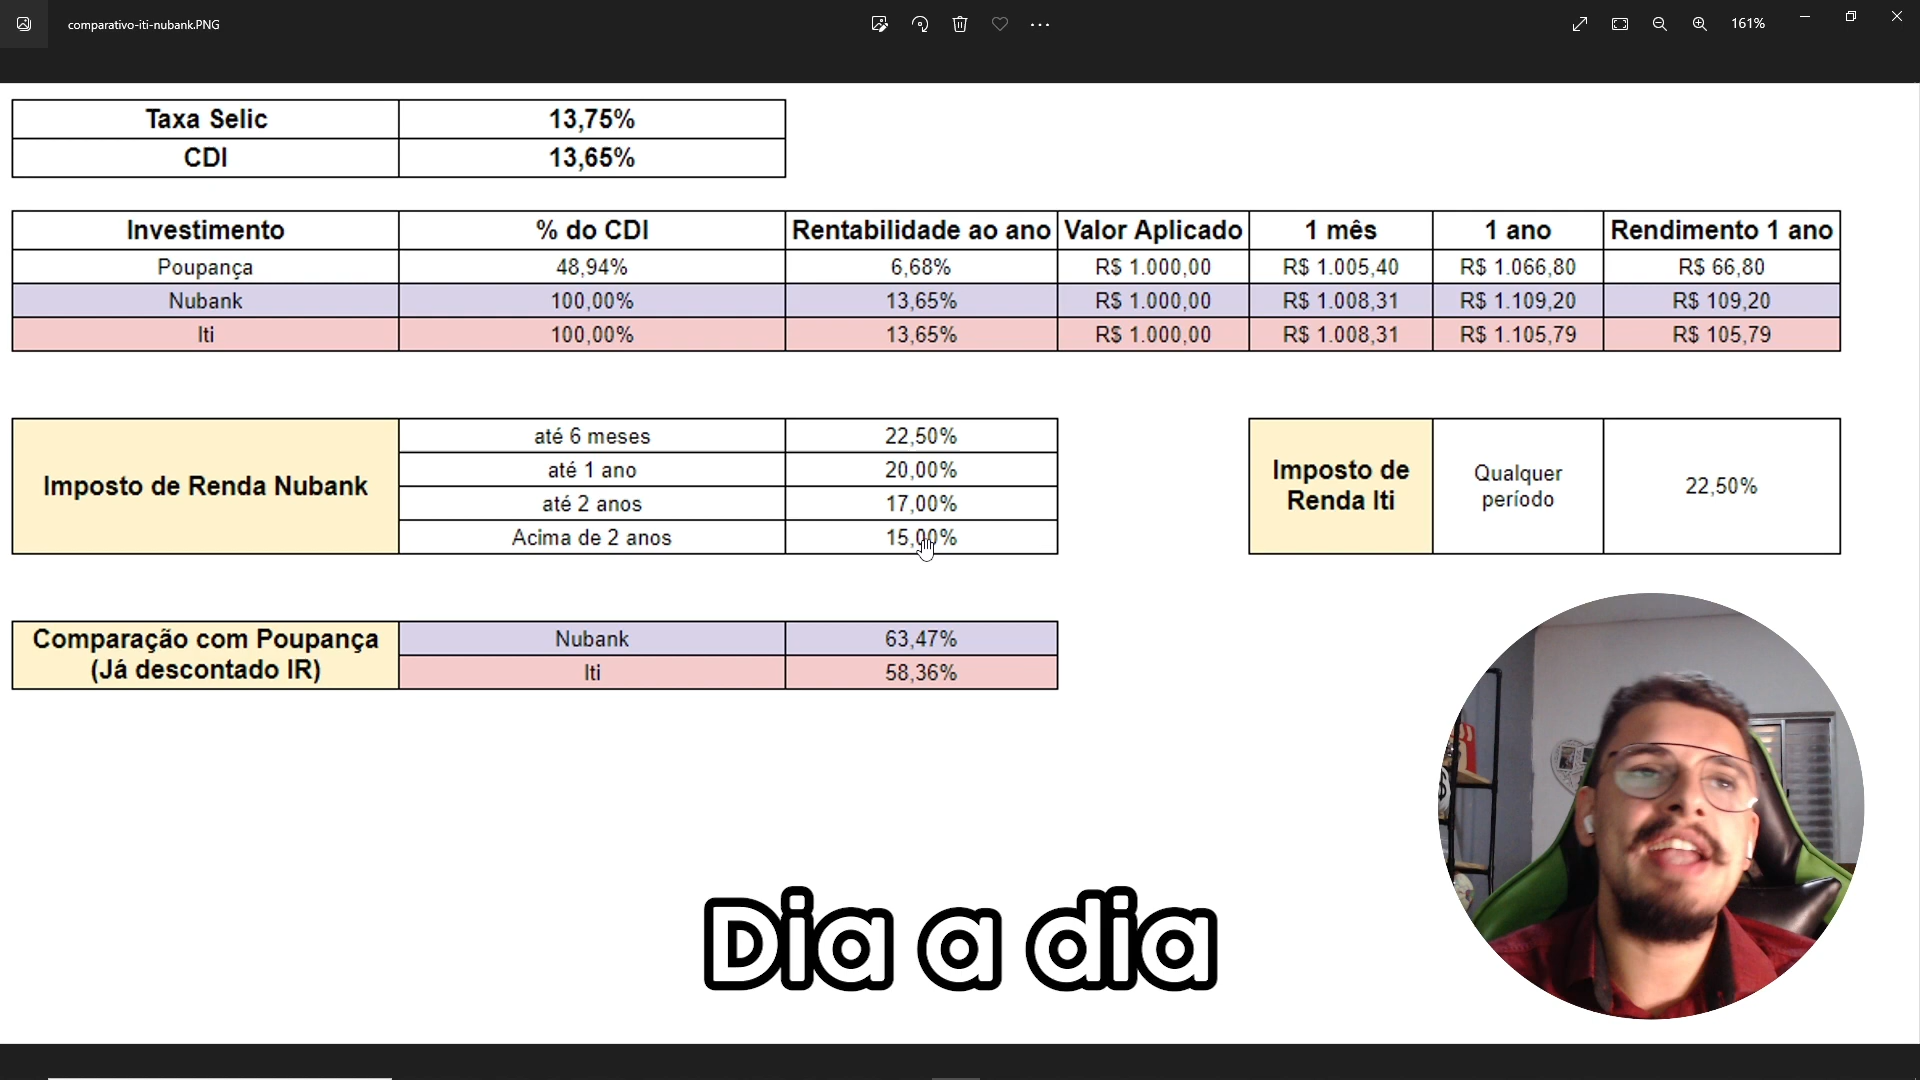 comparativo-iti-nubank.PNG
161%
Taxa Selic 13,75%
CDI 13,65%
Investimento % do CDI Rentabilidade ao ano Valor Aplicado 1 mês 1 ano Rendimento 1 ano
Poupança 48,94% 6,68% R$ 1.000,00 R$ 1.005,40 R$ 1.066,80 R$ 66,80
Nubank 100,00% 13,65% R$ 1.000,00 R$ 1.008,31 R$ 1.109,20 R$ 109,20
Iti 100,00% 13,65% R$ 1.000,00 R$ 1.008,31 R$ 1.105,79 R$ 105,79
Imposto de Renda Nubank
até 6 meses 22,50%
até 1 ano 20,00%
até 2 anos 17,00%
Acima de 2 anos 15,00%
Imposto de
Renda Iti
Qualquer
período
22,50%
Comparação com Poupança
(Já descontado IR)
Nubank 63,47%
Iti 58,36%
Dia a dia